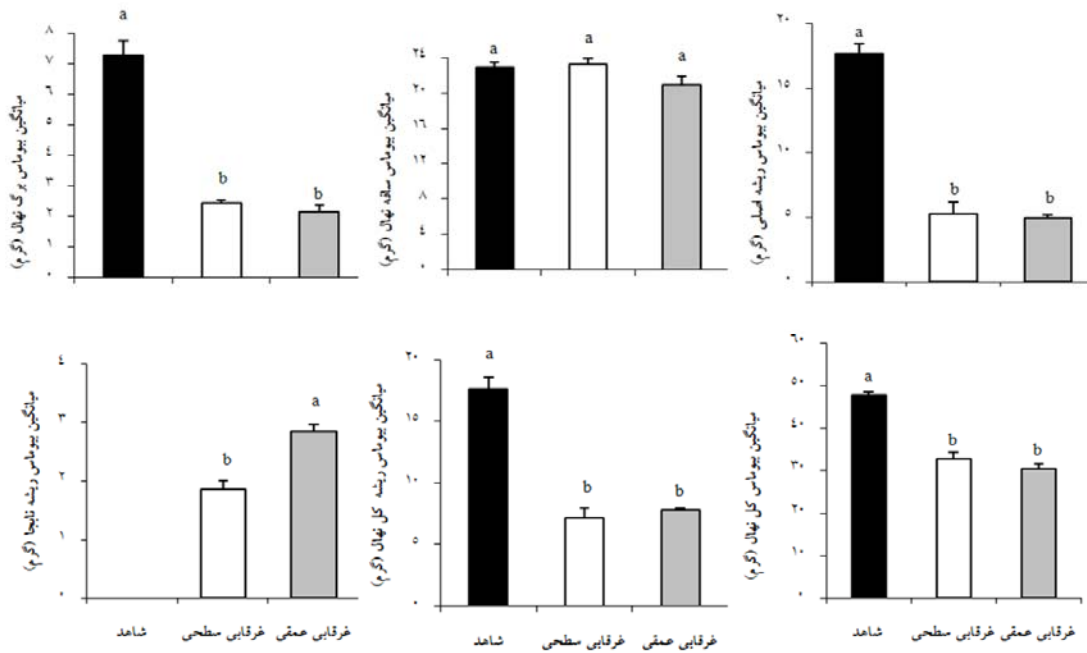 میانگین بیوماس برگ نهال (گرم)
۸
۷
۶
۵
۴
۳
۲
۱
۰
a
b
b
میانگین بیوماس ساقه نهال (گرم)
۲۴
۲۰
۱۶
۱۲
۸
۴
۰
a
a
a
میانگین بیوماس ریشه اصلی (گرم)
۲۰
۱۵
۱۰
۵
۰
a
b
b
میانگین بیوماس ریشه نابجا (گرم)
۴
۳
۲
۱
۰
b
a
شاهد
غرقابی سطحی
غرقابی عمقی
میانگین بیوماس ریشه کل نهال (گرم)
۲۰
۱۵
۱۰
۵
۰
a
b
b
شاهد
غرقابی سطحی
غرقابی عمقی
میانگین بیوماس کل نهال (گرم)
۶۰
۵۰
۴۰
۳۰
۲۰
۱۰
۰
a
b
b
شاهد
غرقابی سطحی
غرقابی عمقی